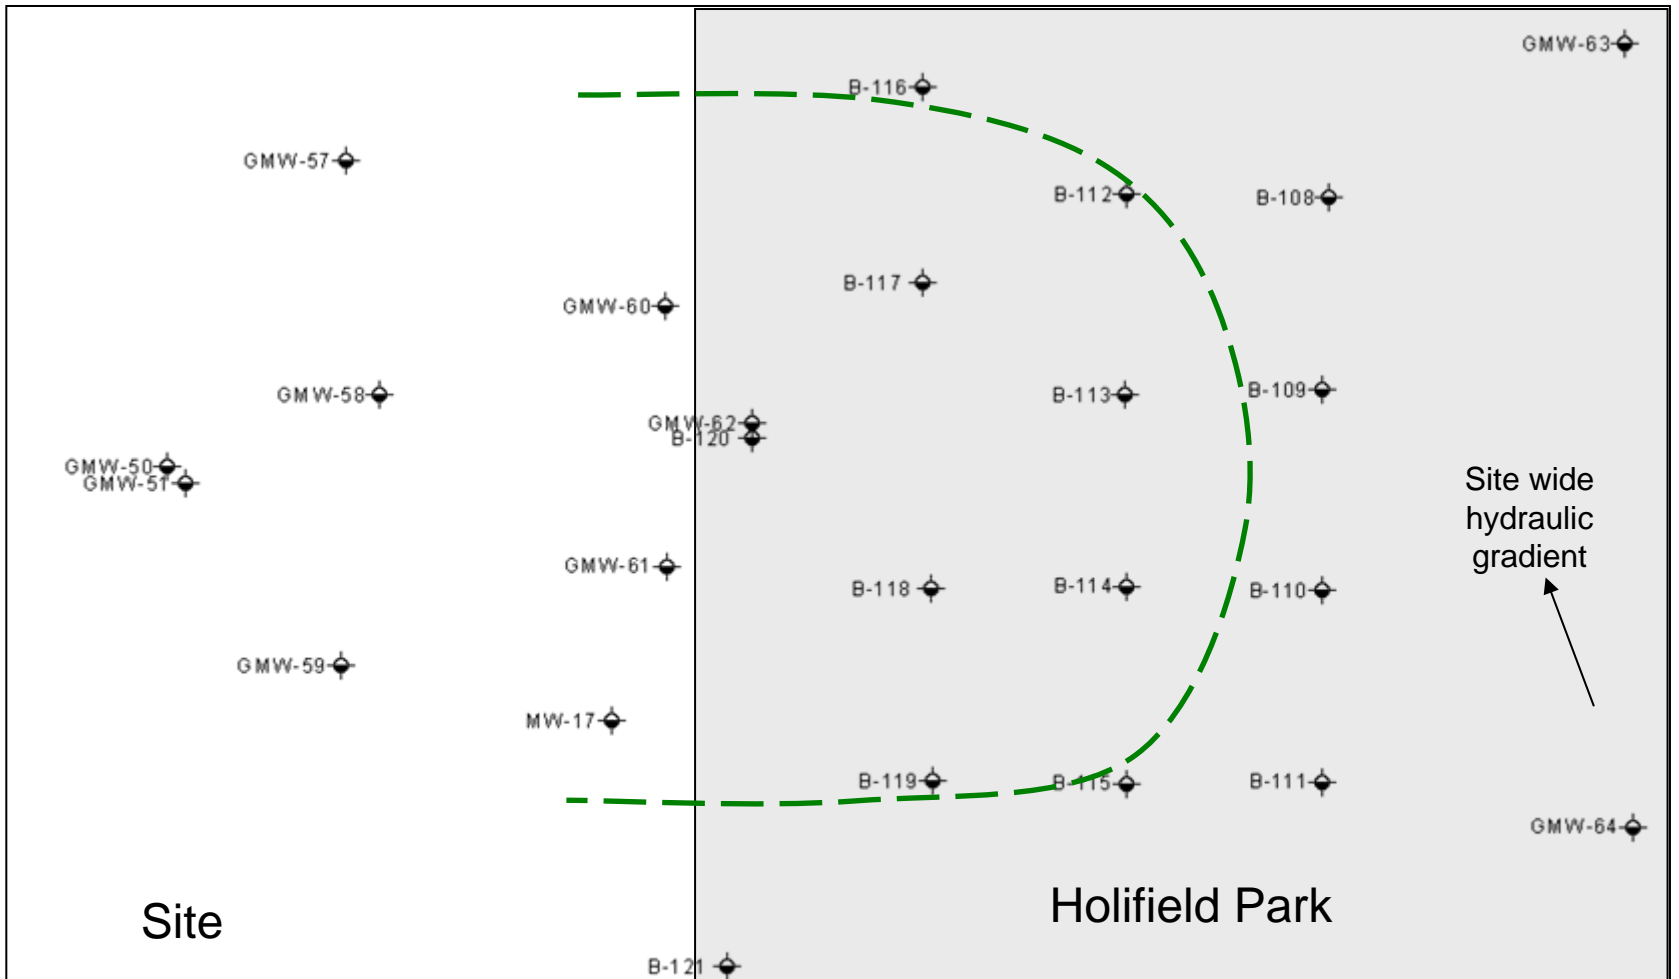 GMW-63
B-116
GMW-57
B-112
B-108
B-117
GMW-60
GMW-58
B-113
B-109
GMW-62
B-120
GMW-50
GMW-51
Site wide
hydraulic
gradient
GMW-61
B-118
B-114
B-110
GMW-59
MW-17
B-119
B-115
B-111
GMW-64
Site
Holifield Park
B-121